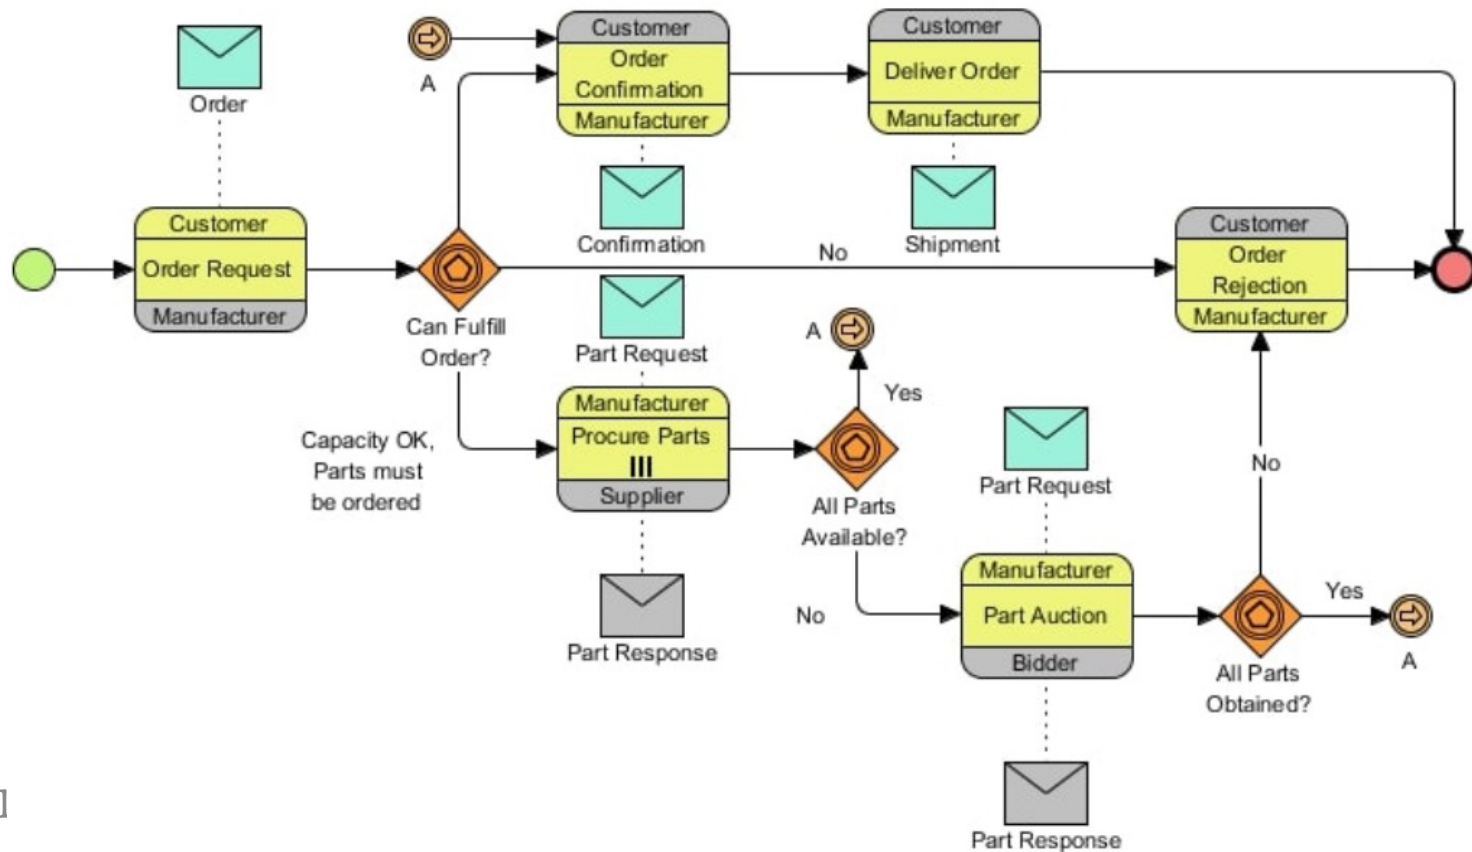 Order
Customer
Order Request
Manufacturer
A
Customer
Order
Confirmation
Manufacturer
Confirmation
Customer
Deliver Order
Manufacturer
Shipment
Can Fulfill
Order?
No
Customer
Order
Rejection
Manufacturer
Capacity OK,
Parts must
be ordered
Part Request
Manufacturer
Procure Parts
Supplier
Part Response
A
Yes
All Parts
Available?
No
Part Request
Manufacturer
Part Auction
Bidder
Part Response
No
Yes
All Parts
Obtained?
A
]